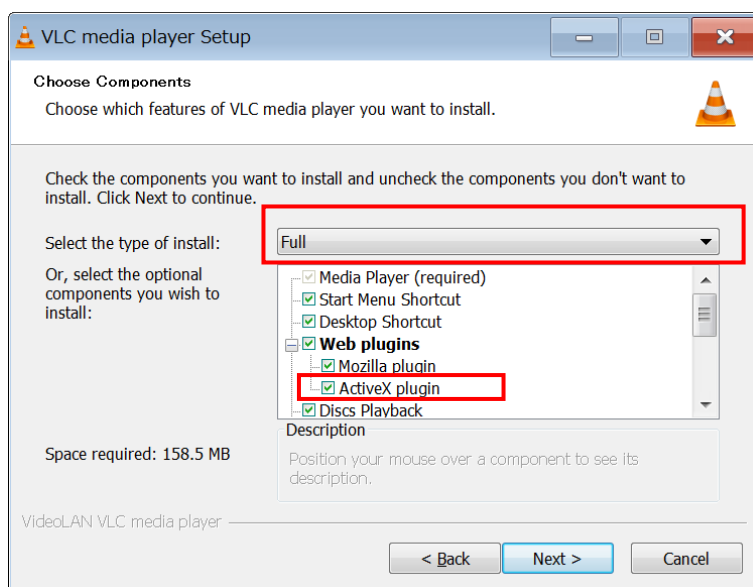 VLC media player Setup
Choose Components
Choose which features of VLC media player you want to install.
Check the components you want to install and uncheck the components you don't want to
install. Click Next to continue.
Select the type of install:
Full
Or, select the optional
components you wish to
install:
Media Player (required)
Start Menu Shortcut
Desktop Shortcut
Web plugins
Mozilla plugin
ActiveX plugin
Discs Playback
Space required: 158.5 MB
Description
Position your mouse over a component to see its
description.
VideoLAN VLC media player
< Back
Next >
Cancel